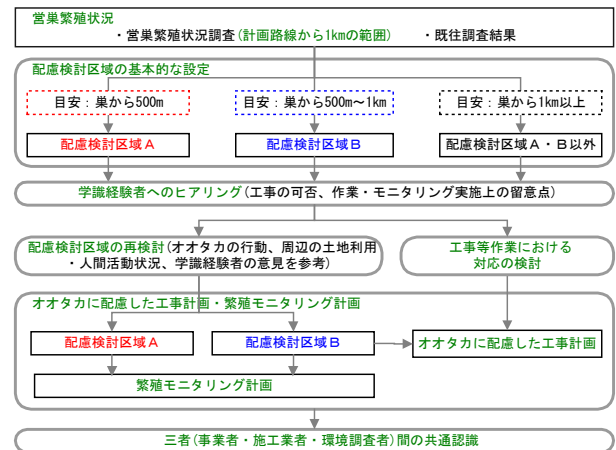 営巣繁殖状況
・営巣繁殖状況調査(計画路線から1kmの範囲) ・既往調査結果
配慮検討区域の基本的な設定
目安：巣から500m
目安：巣から500m～1km
目安：巣から1km以上
配慮検討区域A
配慮検討区域B
配慮検討区域A・B以外
学識経験者へのヒアリング(工事の可否、作業・モニタリング実施上の留意点)
配慮検討区域の再検討(オオタカの行動、周辺の土地利用
・人間活動状況、学識経験者の意見を参考)
工事等作業における
対応の検討
オオタカに配慮した工事計画・繁殖モニタリング計画
配慮検討区域A
配慮検討区域B
オオタカに配慮した工事計画
繁殖モニタリング計画
三者(事業者・施工業者・環境調査者)間の共通認識